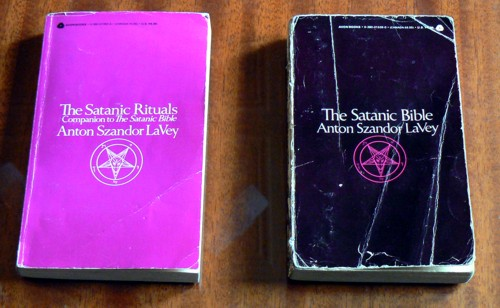 The Satanic Rituals
Companion to The Satanic Bible
Anton Szandor LaVey
The Satanic Bible
Anton Szandor LaVey